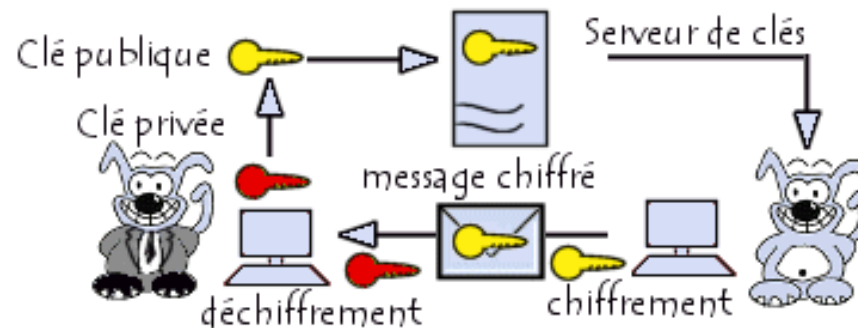 Clé publique
Serveur de clés
Clé privée
message chiffré
déchiffrement
chiffrement